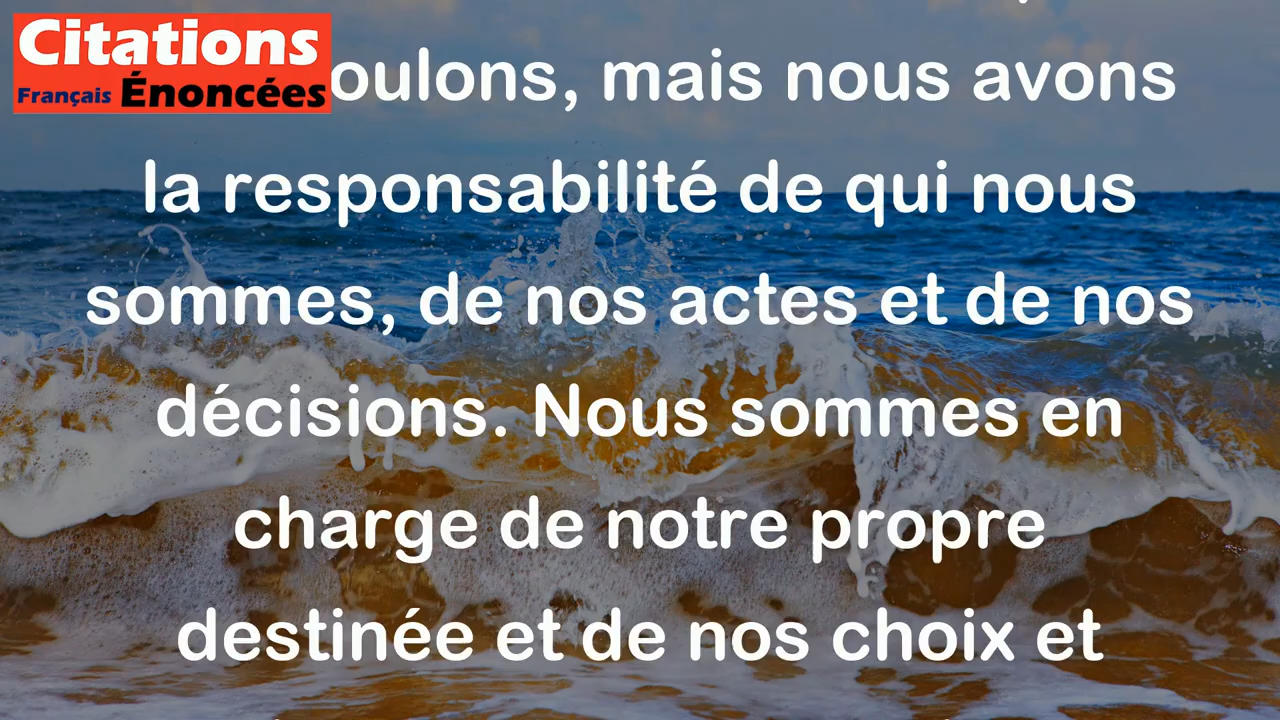 Citations
Français Énoncées
oulons, mais nous avons
la responsabilité de qui nous
sommes, de nos actes et de nos
décisions. Nous sommes en
charge de notre propre
destinée et de nos choix et